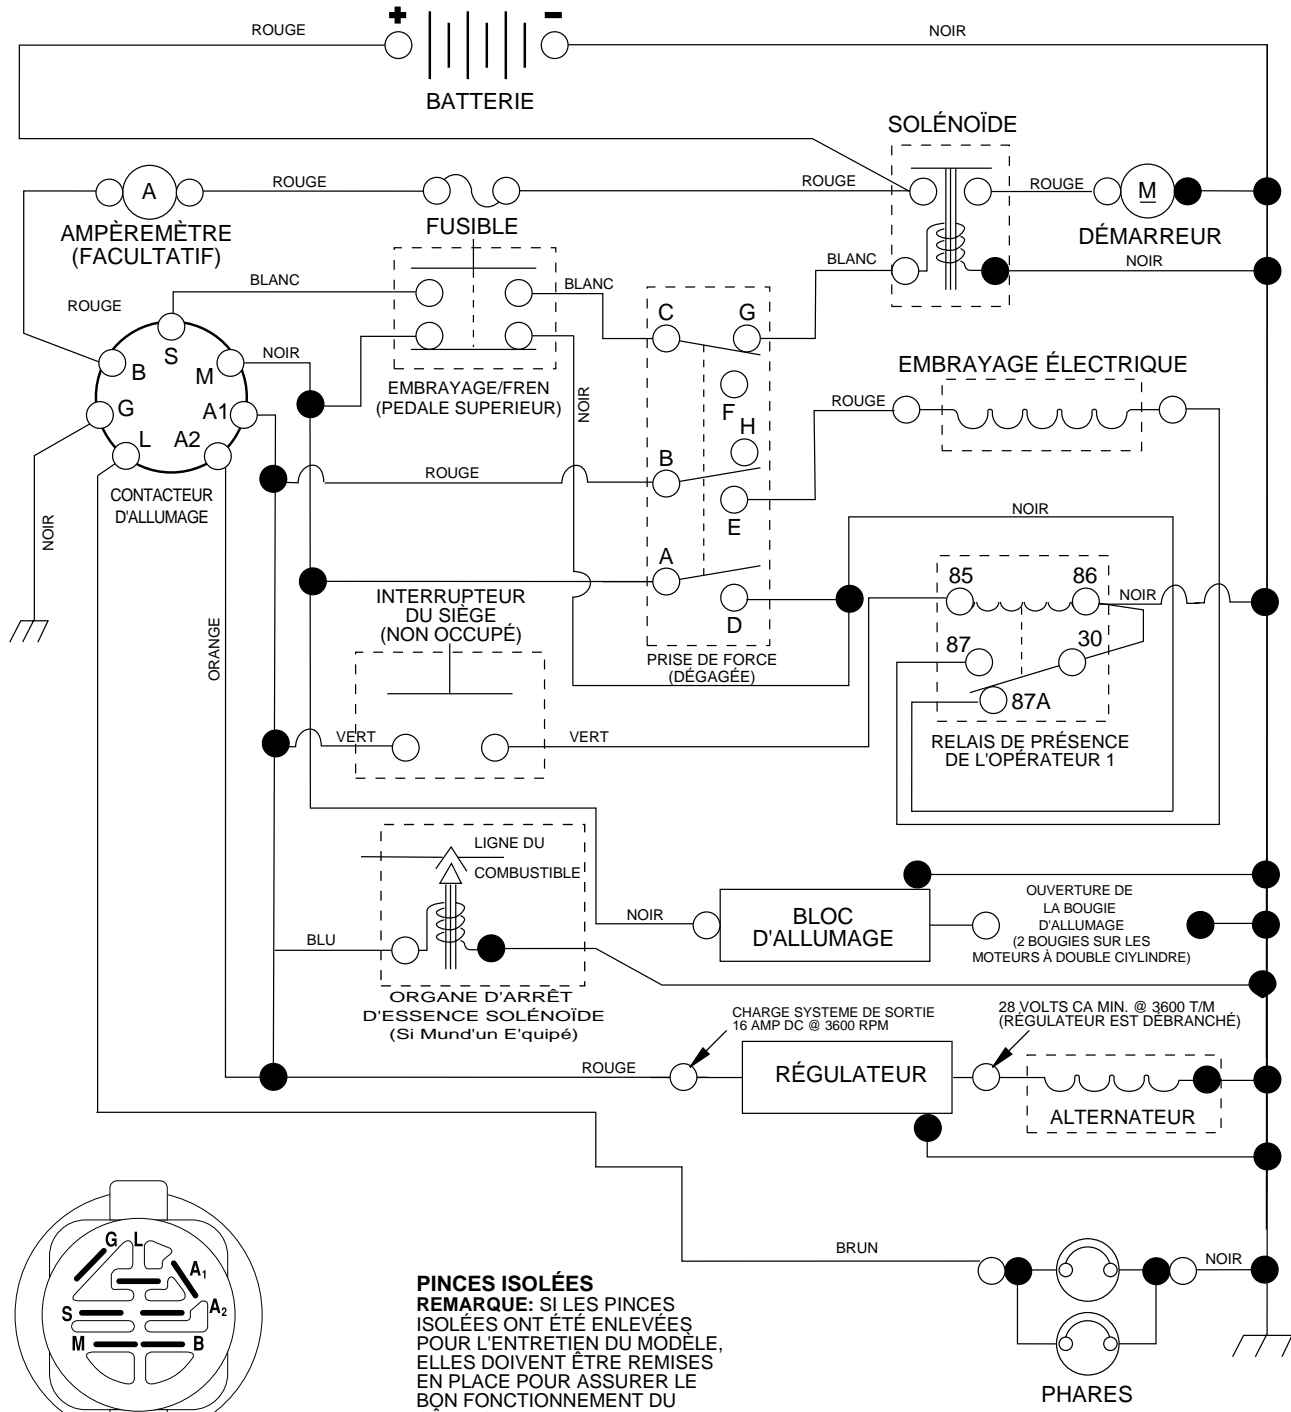 ROUGE
NOIR
BATTERIE
SOLÉNOÏDE
A
ROUGE
ROUGE
ROUGE
M
FUSIBLE
AMPÈREMÈTRE
(FACULTATIF)
DÉMARREUR
BLANC
BLANC
BLANC
NOIR
ROUGE
S
B
M
G
A1
L
A2
NOIR
CONTACTEUR
D'ALLUMAGE
EMBRAYAGE/FREN
(PEDALE SUPERIEUR)
NOIR
C
G
F
H
B
E
A
D
PRISE DE FORCE
(DÉGAGÉE)
EMBRAYAGE ÉLECTRIQUE
ROUGE
ROUGE
NOIR
NOIR
ORANGE
INTERRUPTEUR
DU SIÈGE
(NON OCCUPÉ)
85
86
NOIR
87
30
87A
RELAIS DE PRÉSENCE
DE L'OPÉRATEUR 1
VERT
VERT
LIGNE DU
COMBUSTIBLE
BLU
ORGANE D'ARRÊT
D'ESSENCE SOLÉNOÏDE
(Si Mund'un E'quipé)
NOIR
BLOC
D'ALLUMAGE
OUVERTURE DE
LA BOUGIE
D'ALLUMAGE
(2 BOUGIES SUR LES
MOTEURS À DOUBLE CIYLINDRE)
CHARGE SYSTEME DE SORTIE
16 AMP DC @ 3600 RPM
28 VOLTS CA MIN. @ 3600 T/M
(RÉGULATEUR EST DÉBRANCHÉ)
ROUGE
RÉGULATEUR
ALTERNATEUR
BRUN
NOIR
PHARES
G L
A1
A2
S
M
B
PINCES ISOLÉES
REMARQUE: SI LES PINCES
ISOLÉES ONT ÉTÉ ENLEVÉES
POUR L'ENTRETIEN DU MODÈLE,
ELLES DOIVENT ÊTRE REMISES
EN PLACE POUR ASSURER LE
BON FONCTIONNEMENT DU